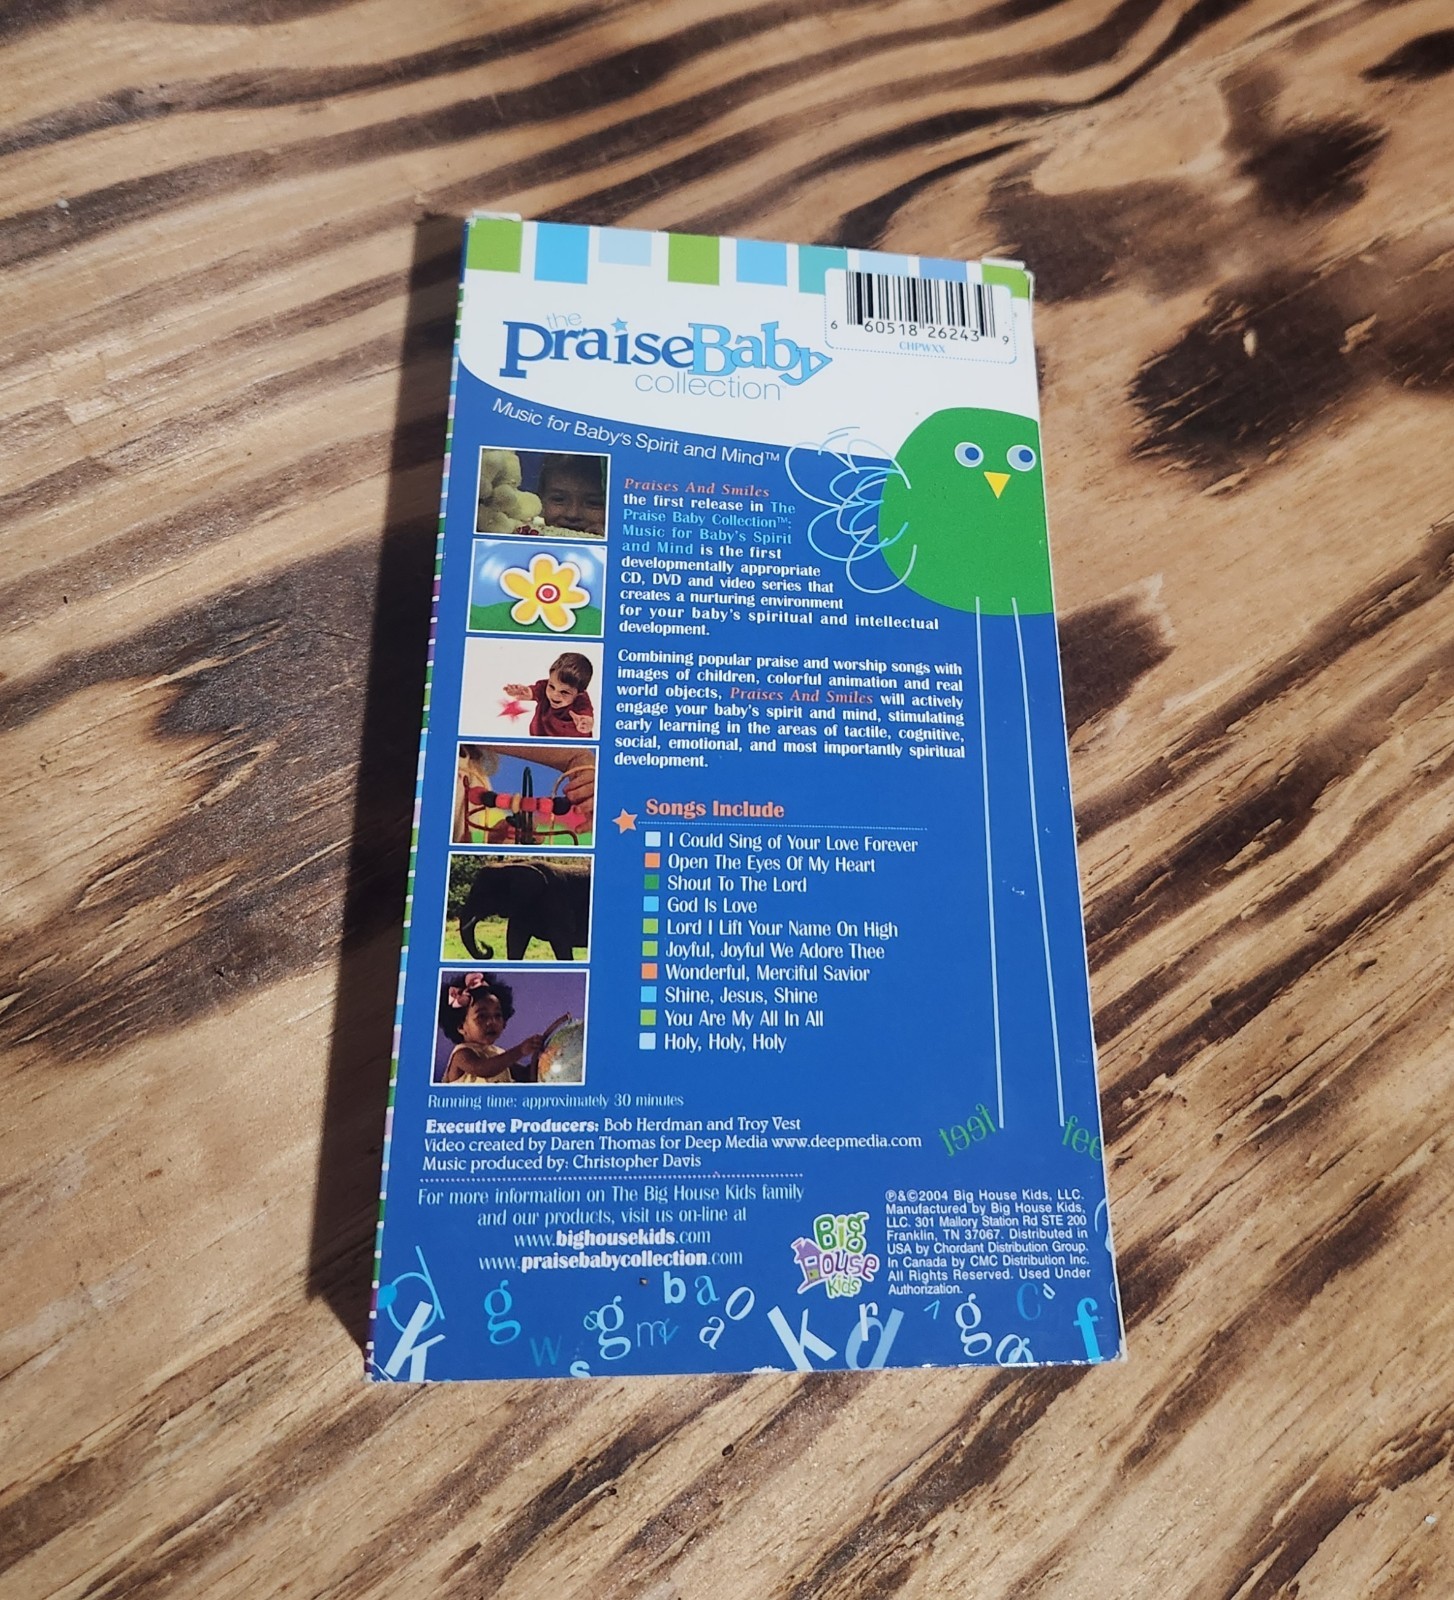 the
PraiseBaby
collection
6 60518 26243 9
CHPWXX
Music for Baby's Spirit and Mind™
Praises And Smiles
the first release in The
Praise Baby Collection™:
Music for Baby's Spirit
and Mind is the first
developmentally appropriate
CD, DVD and video series that
creates a nurturing environment
for your baby's spiritual and intellectual
development.
Combining popular praise and worship songs with
images of children, colorful animation and real
world objects, Praises And Smiles will actively
engage your baby's spirit and mind, stimulating
early learning in the areas of tactile, cognitive,
social, emotional, and most importantly spiritual
development.
Songs Include
I Could Sing of Your Love Forever
Open The Eyes Of My Heart
Shout To The Lord
God Is Love
Lord I Lift Your Name On High
Joyful, Joyful We Adore Thee
Wonderful, Merciful Savior
Shine, Jesus, Shine
You Are My All In All
Holy, Holy, Holy
Running time: approximately 30 minutes
Executive Producers: Bob Herdman and Troy Vest
Video created by Daren Thomas for Deep Media www.deepmedia.com
Music produced by: Christopher Davis
feet fee
For more information on The Big House Kids family
and our products, visit us on-line at
www.bighousekids.com
www.praisebabycollection.com
Big
House
Kids
℗&©2004 Big House Kids, LLC.
Manufactured by Big House Kids,
LLC. 301 Mallory Station Rd STE 200
Franklin, TN 37067. Distributed in
USA by Chordant Distribution Group.
In Canada by CMC Distribution Inc.
All Rights Reserved. Used Under
Authorization.
d k g w s g m b a a o k r d g a c f